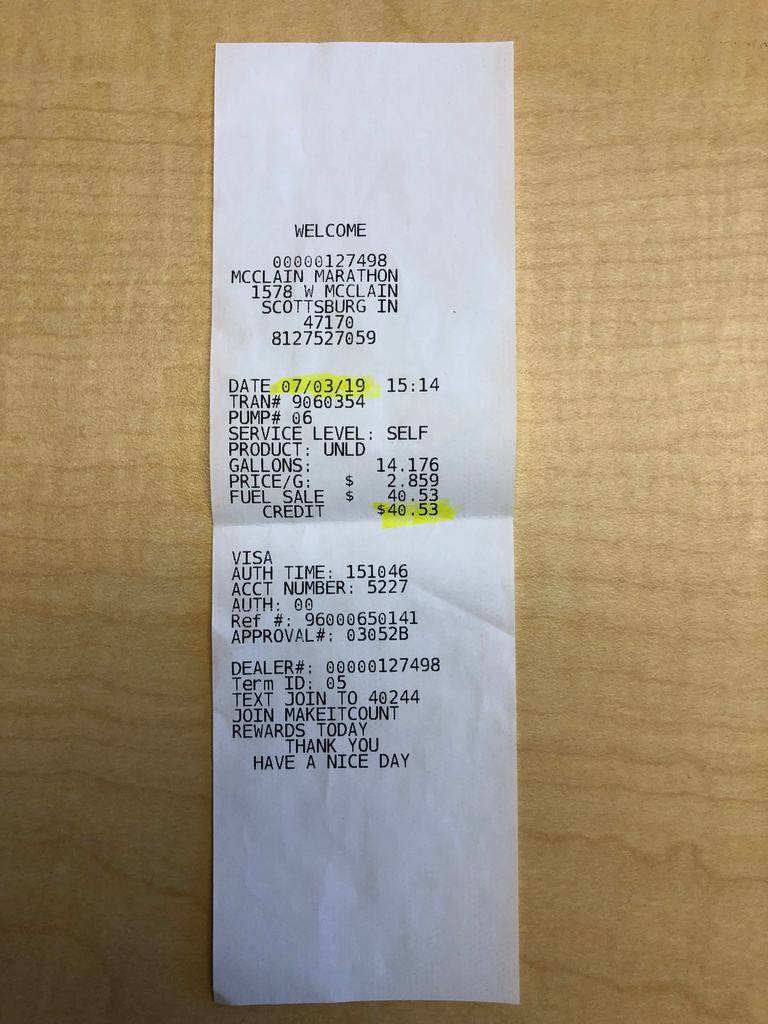 WELCOME
00000127498
MCCLAIN MARATHON
1578 W MCCLAIN
SCOTTSBURG IN
47170
8127527059
DATE 07/03/19 15:14
TRAN# 9060354
PUMP# 06
SERVICE LEVEL: SELF
PRODUCT: UNLD
GALLONS: 14.176
PRICE/G: $ 2.859
FUEL SALE $ 40.53
CREDIT $40.53
VISA
AUTH TIME: 151046
ACCT NUMBER: 5227
AUTH: 00
Ref #: 96000650141
APPROVAL#: 03052B
DEALER#: 00000127498
Term ID: 05
TEXT JOIN TO 40244
JOIN MAKEITCOUNT
REWARDS TODAY
THANK YOU
HAVE A NICE DAY